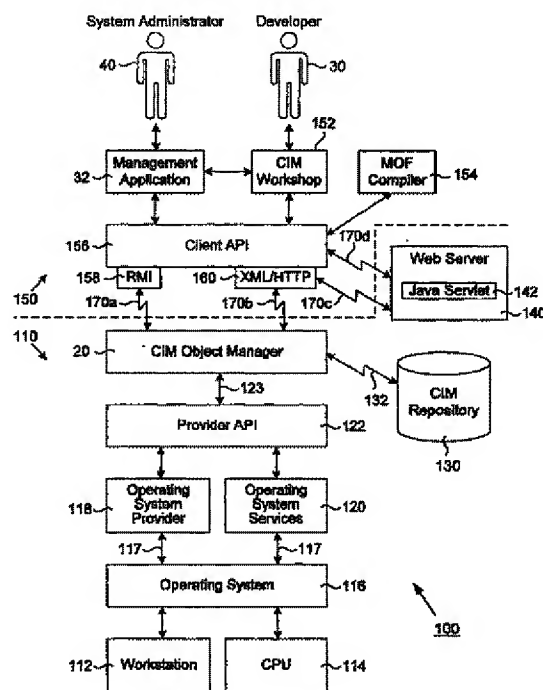 System Administrator
Developer
40
30
152
Management
Application
CIM
Workshop
MOF
Compiler
154
32
156
Client API
170d
158
RMI
160
XML/HTTP
Web Server
Java Servlet
142
140
150
170a
170b
170c
110
20
CIM Object Manager
123
132
CIM
Repository
130
Provider API
122
118
Operating
System
Provider
Operating
System
Services
120
117
117
Operating System
116
100
112
Workstation
CPU
114